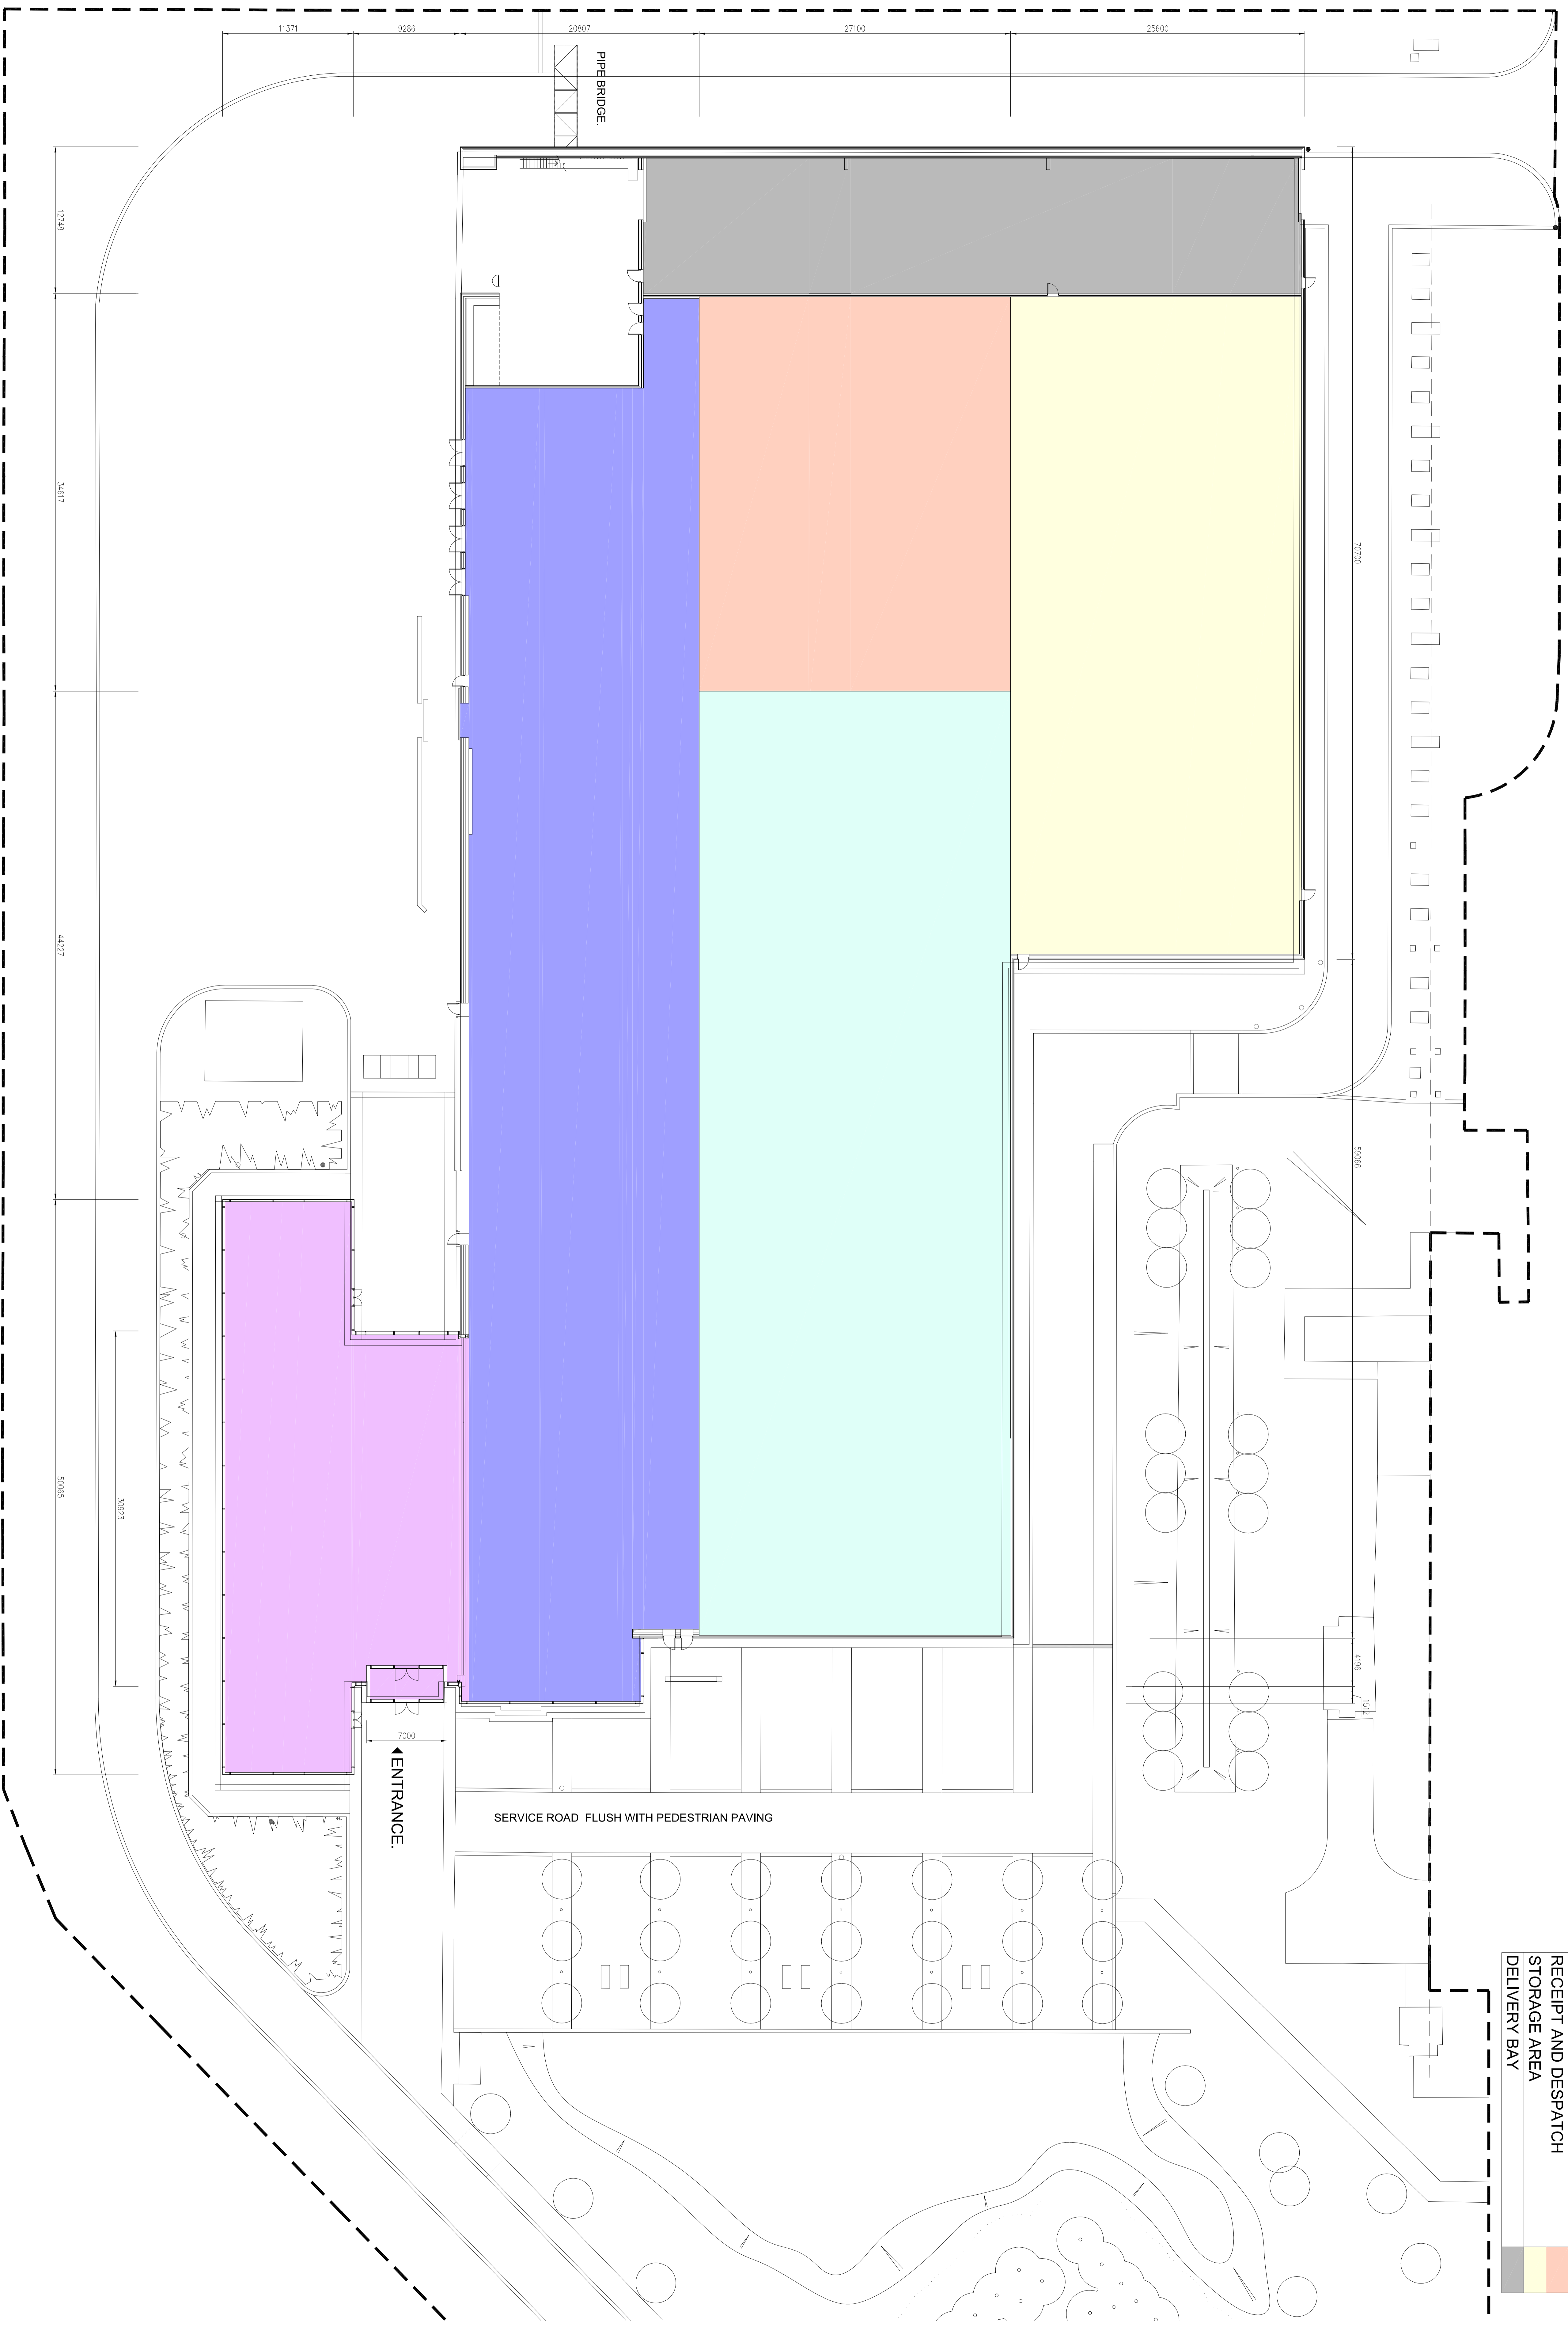 11371
9286
20807
27100
25600
PIPE BRIDGE.
12748
34617
70700
44227
59066
50065
30923
4196
1512
7000
ENTRANCE.
SERVICE ROAD FLUSH WITH PEDESTRIAN PAVING
RECEIPT AND DESPATCH
STORAGE AREA
DELIVERY BAY